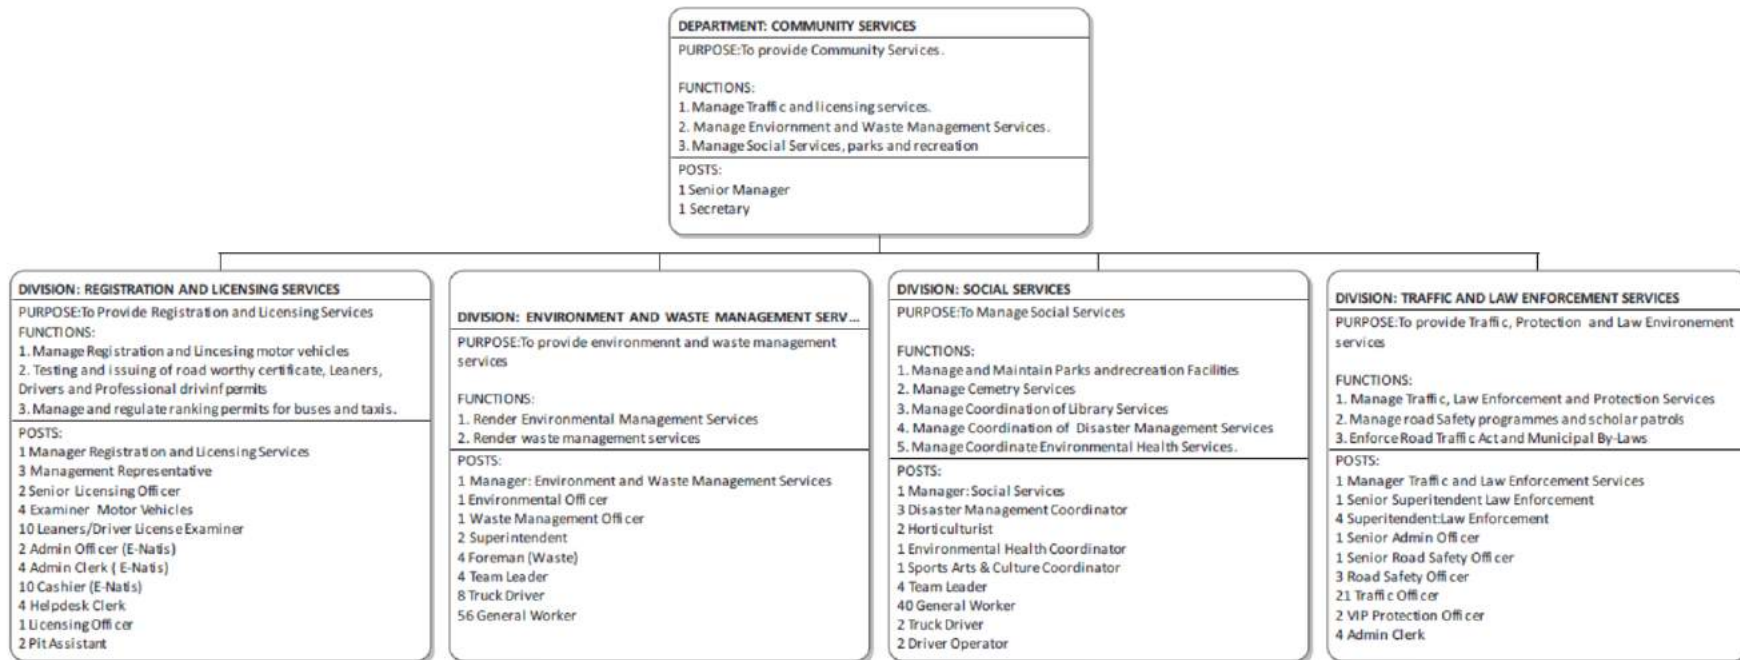 DEPARTMENT: COMMUNITY SERVICES
PURPOSE:To provide Community Services.
FUNCTIONS:
1. Manage Traffic and licensing services.
2. Manage Enviornment and Waste Management Services.
3. Manage Social Services, parks and recreation
POSTS:
1 Senior Manager
1 Secretary
DIVISION: REGISTRATION AND LICENSING SERVICES
PURPOSE:To Provide Registration and Licensing Services
FUNCTIONS:
1. Manage Registration and Lincesing motor vehicles
2. Testing and issuing of road worthy certificate, Leaners,
Drivers and Professional drivinf permits
3. Manage and regulate ranking permits for buses and taxis.
POSTS:
1 Manager Registration and Licensing Services
3 Management Representative
2 Senior Licensing Officer
4 Examiner Motor Vehicles
10 Leaners/Driver License Examiner
2 Admin Officer (E-Natis)
4 Admin Clerk ( E-Natis)
10 Cashier (E-Natis)
4 Helpdesk Clerk
1 Licensing Officer
2 Pit Assistant
DIVISION: ENVIRONMENT AND WASTE MANAGEMENT SERV...
PURPOSE:To provide environmennt and waste management
services
FUNCTIONS:
1. Render Environmental Management Services
2. Render waste management services
POSTS:
1 Manager: Environment and Waste Management Services
1 Environmental Officer
1 Waste Management Officer
2 Superintendent
4 Foreman (Waste)
4 Team Leader
8 Truck Driver
56 General Worker
DIVISION: SOCIAL SERVICES
PURPOSE:To Manage Social Services
FUNCTIONS:
1. Manage and Maintain Parks andrecreation Facilities
2. Manage Cemetry Services
3. Manage Coordination of Library Services
4. Manage Coordination of Disaster Management Services
5. Manage Coordinate Environmental Health Services.
POSTS:
1 Manager: Social Services
3 Disaster Management Coordinator
2 Horticulturist
1 Environmental Health Coordinator
1 Sports Arts & Culture Coordinator
4 Team Leader
40 General Worker
2 Truck Driver
2 Driver Operator
DIVISION: TRAFFIC AND LAW ENFORCEMENT SERVICES
PURPOSE:To provide Traffic, Protection and Law Environement
services
FUNCTIONS:
1. Manage Traffic, Law Enforcement and Protection Services
2. Manage road Safety programmes and scholar patrols
3. Enforce Road Traffic Act and Municipal By-Laws
POSTS:
1 Manager Traffic and Law Enforcement Services
1 Senior Superitendent Law Enforcement
4 Superitendent:Law Enforcement
1 Senior Admin Officer
1 Senior Road Safety Officer
3 Road Safety Officer
21 Traffic Officer
2 VIP Protection Officer
4 Admin Clerk